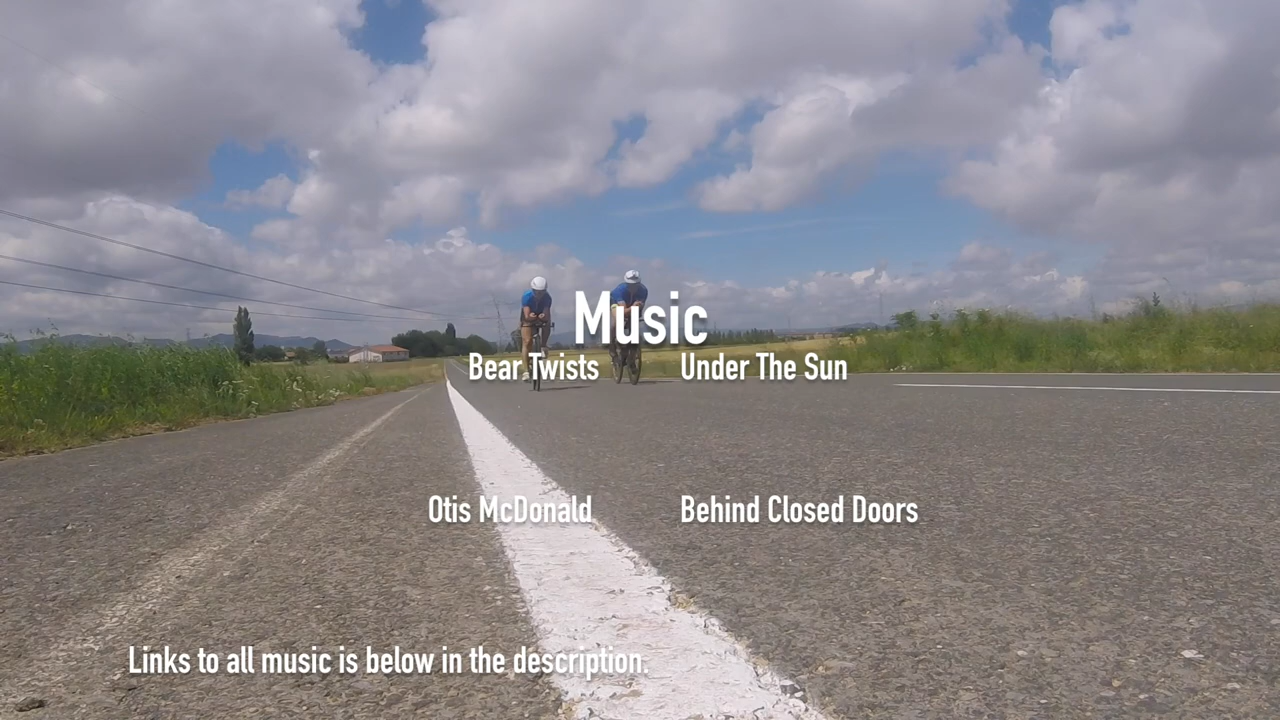 Music
Bear Twists Under The Sun
Otis McDonald Behind Closed Doors
Links to all music is below in the description.